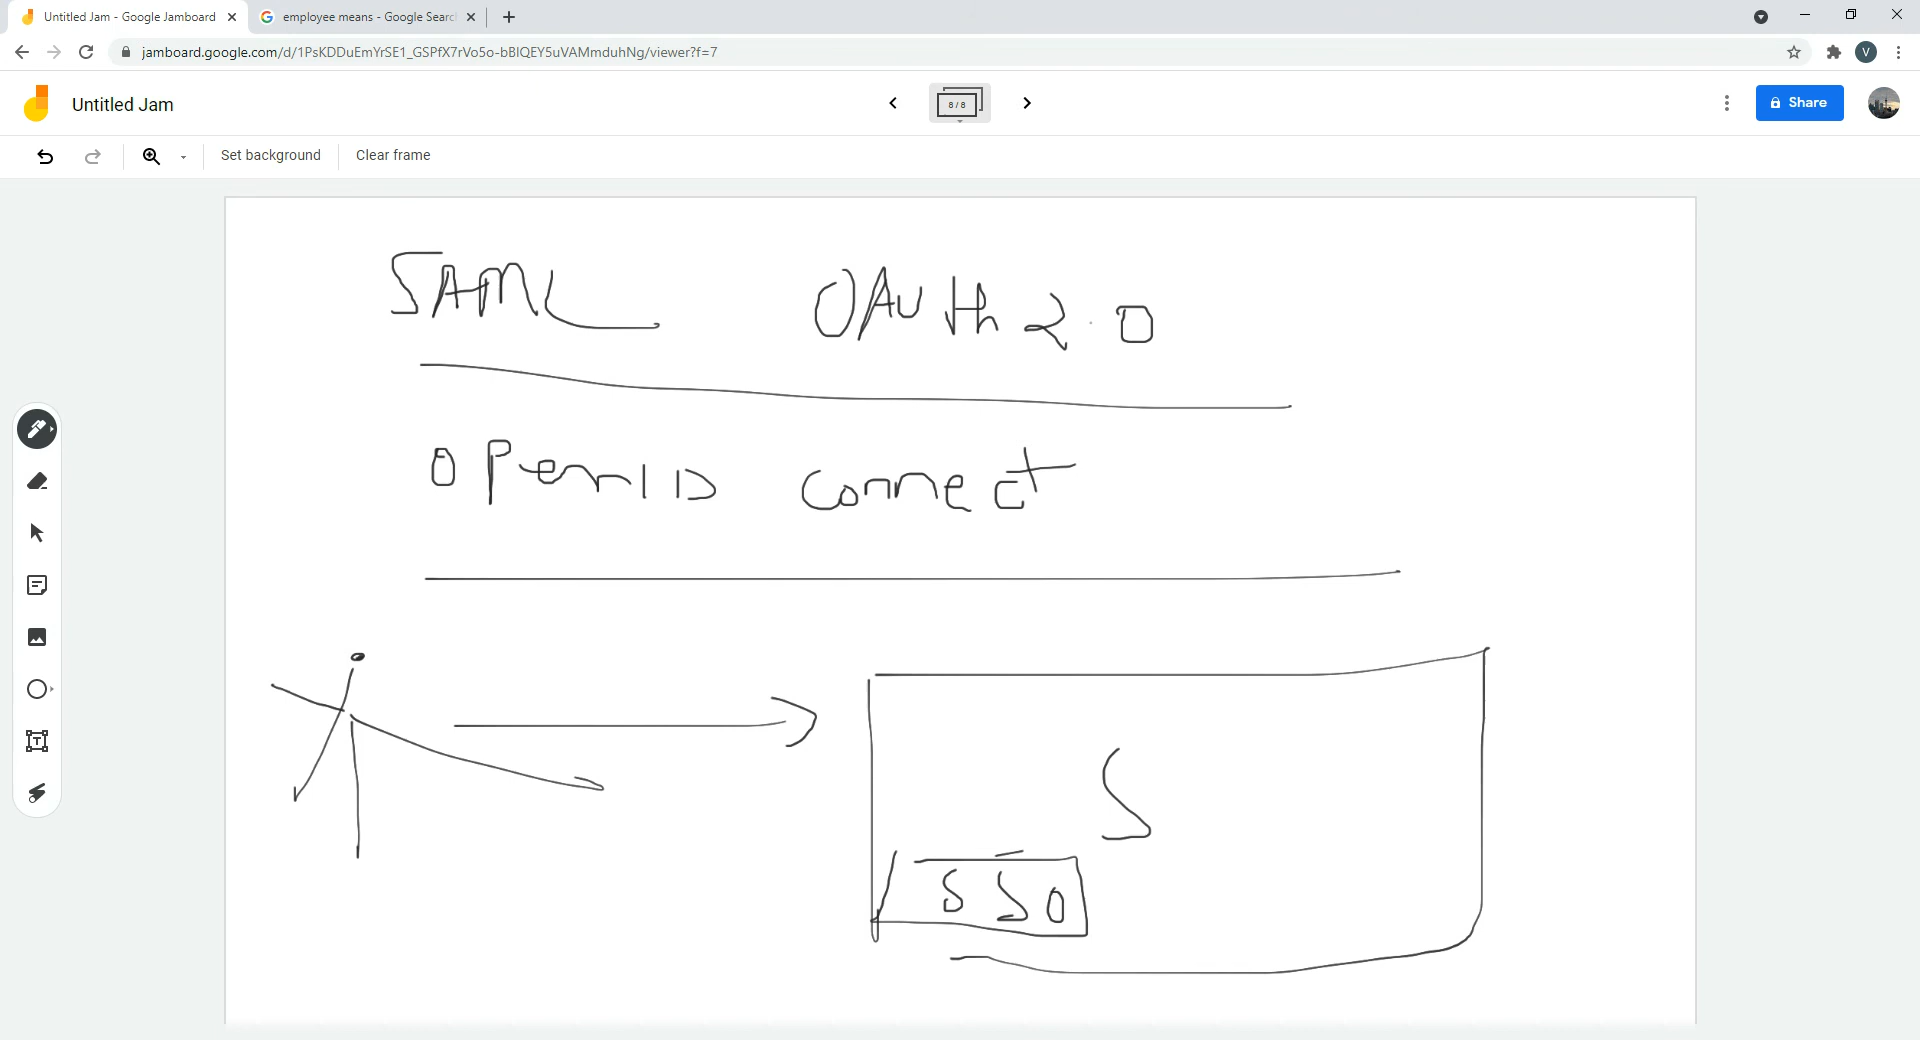 Untitled Jam - Google Jamboard
employee means - Google Searc
jamboard.google.com/d/1PsKDDuEmYrSE1_GSPfX7rVo5o-bBIQEY5uVAMmduhNg/viewer?f=7
V
Untitled Jam
8 / 8
Share
Set background
Clear frame
SAML OAuth 2.0
OpenID connect
S
SSO